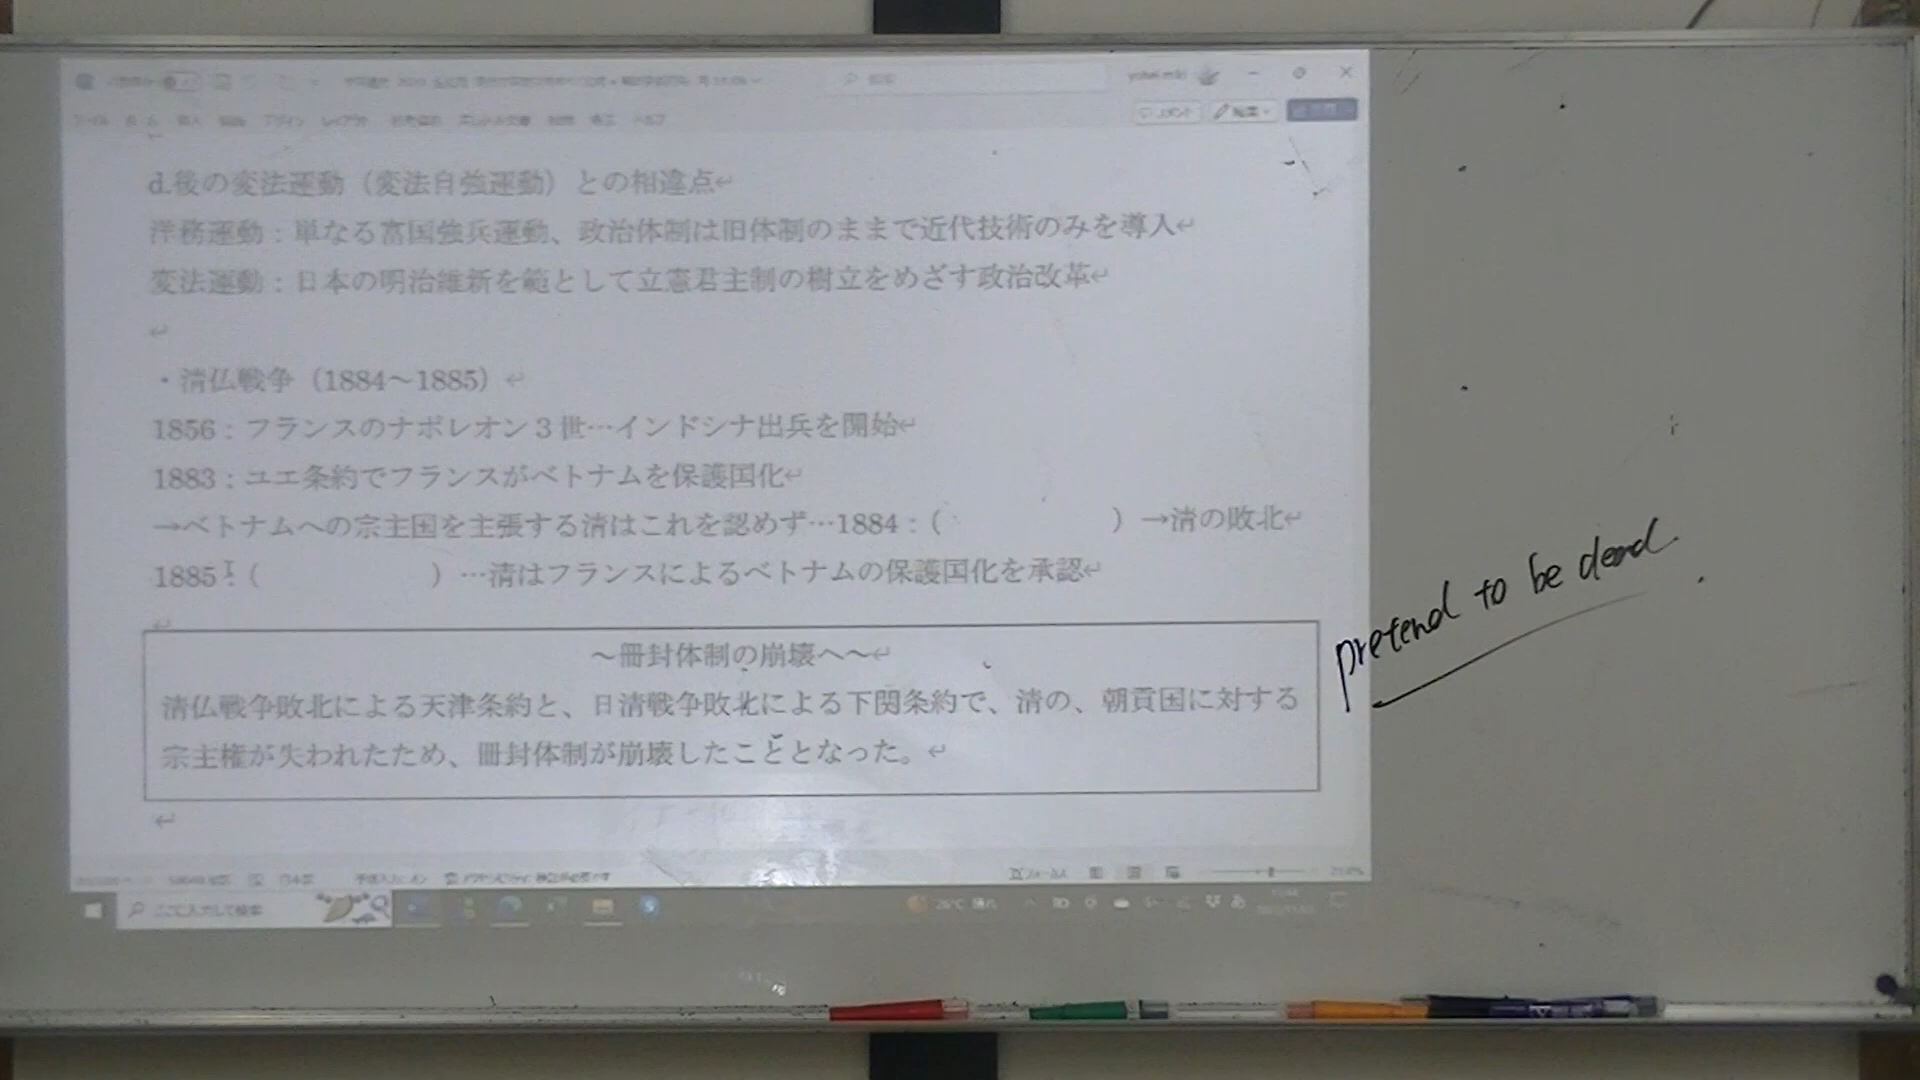 d.後の変法運動（変法自強運動）との相違点↵
洋務運動：単なる富国強兵運動、政治体制は旧体制のままで近代技術のみを導入↵
変法運動：日本の明治維新を範として立憲君主制の樹立をめざす政治改革↵
・清仏戦争（1884～1885）↵
1856：フランスのナポレオン３世…インドシナ出兵を開始↵
1883：ユエ条約でフランスがベトナムを保護国化↵
→ベトナムへの宗主国を主張する清はこれを認めず…1884：（　　　　　　）→清の敗北↵
1885：（　　　　　　）…清はフランスによるベトナムの保護国化を承認↵
～冊封体制の崩壊へ～↵
清仏戦争敗北による天津条約と、日清戦争敗北による下関条約で、清の、朝貢国に対する
宗主権が失われたため、冊封体制が崩壊したこととなった。↵
pretend to be dead.
ここに入力して検索
26℃ 晴れ